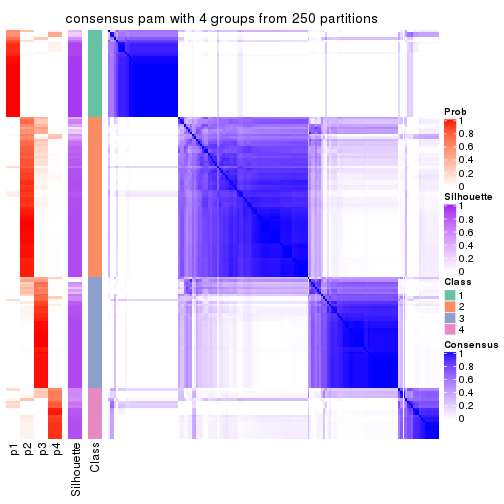 consensus pam with 4 groups from 250 partitions
Prob
1
0.8
0.6
0.4
0.2
0
Silhouette
1
0.8
0.6
0.4
0.2
0
Class
1
2
3
4
Consensus
1
0.8
0.6
0.4
0.2
0
p1
p2
p3
p4
Silhouette
Class